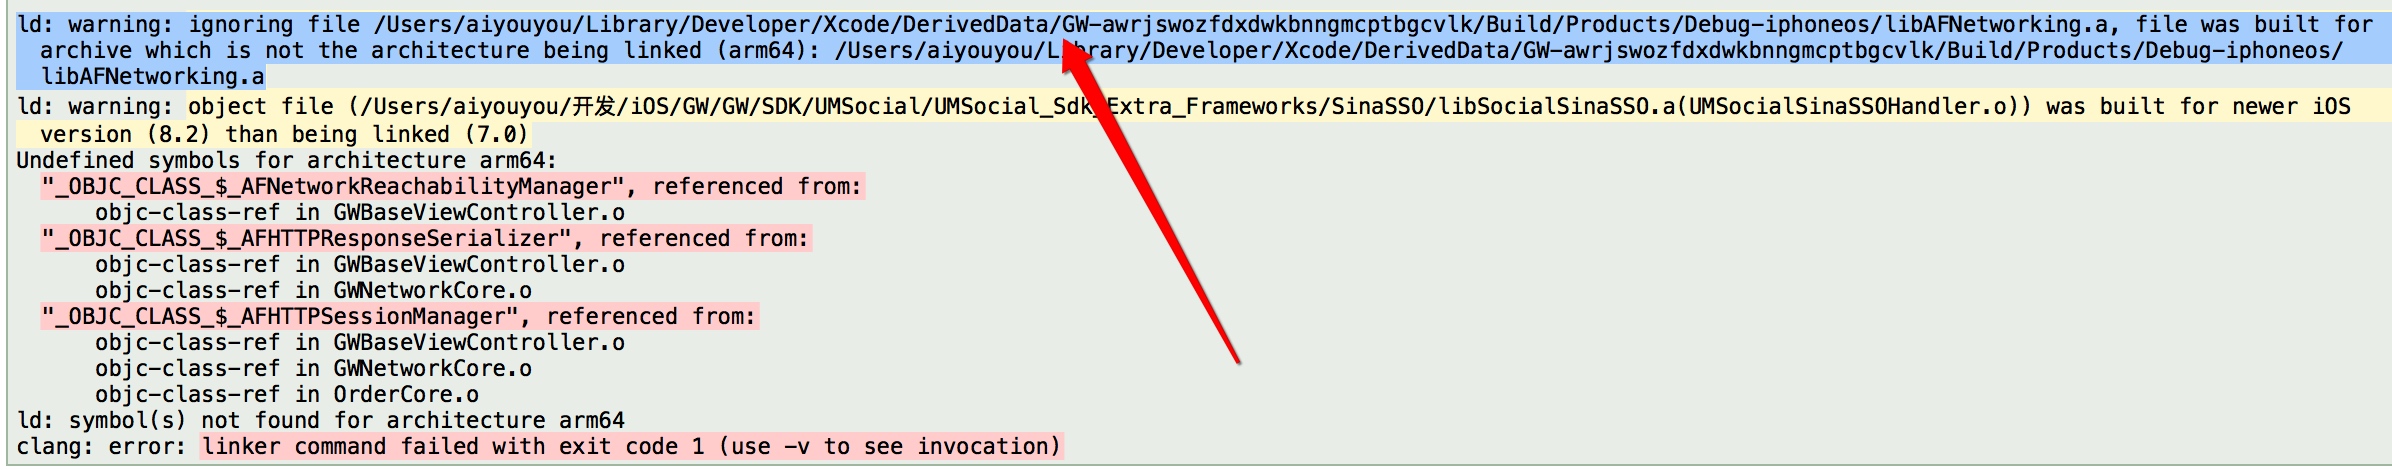 ld: warning: ignoring file /Users/aiyouyou/Library/Developer/Xcode/DerivedData/GW-awrjswozfdxdwkbnngmcptbgcvlk/Build/Products/Debug-iphoneos/libAFNetworking.a, file was built for
archive which is not the architecture being linked (arm64): /Users/aiyouyou/Library/Developer/Xcode/DerivedData/GW-awrjswozfdxdwkbnngmcptbgcvlk/Build/Products/Debug-iphoneos/
libAFNetworking.a
ld: warning: object file (/Users/aiyouyou/开发/iOS/GW/GW/SDK/UMSocial/UMSocial_Sdk_Extra_Frameworks/SinaSSO/libSocialSinaSSO.a(UMSocialSinaSSOHandler.o)) was built for newer iOS
version (8.2) than being linked (7.0)
Undefined symbols for architecture arm64:
"_OBJC_CLASS_$_AFNetworkReachabilityManager", referenced from:
objc-class-ref in GWBaseViewController.o
"_OBJC_CLASS_$_AFHTTPResponseSerializer", referenced from:
objc-class-ref in GWBaseViewController.o
objc-class-ref in GWNetworkCore.o
"_OBJC_CLASS_$_AFHTTPSessionManager", referenced from:
objc-class-ref in GWBaseViewController.o
objc-class-ref in GWNetworkCore.o
objc-class-ref in OrderCore.o
ld: symbol(s) not found for architecture arm64
clang: error: linker command failed with exit code 1 (use -v to see invocation)